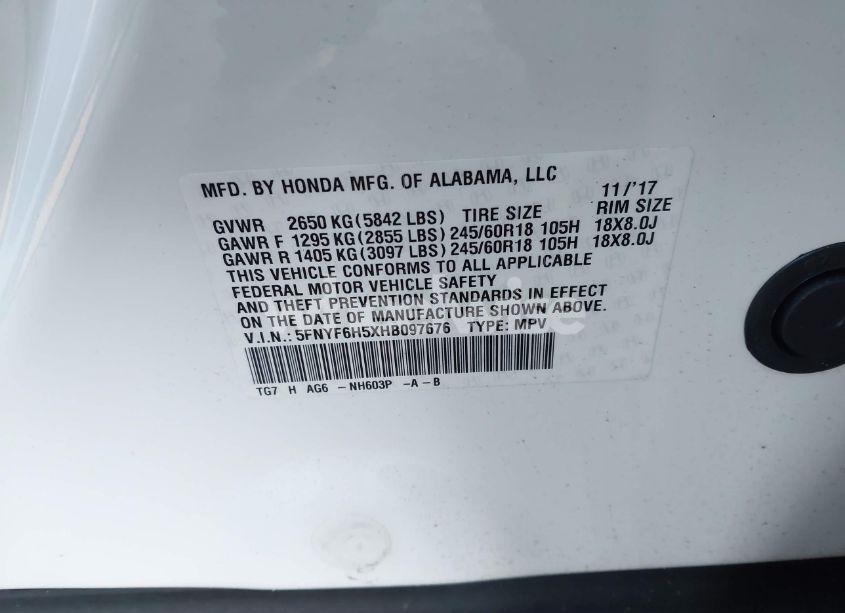 MFD. BY HONDA MFG. OF ALABAMA, LLC 11/'17
GVWR 2650 KG(5842 LBS) TIRE SIZE RIM SIZE
GAWR F 1295 KG(2855 LBS) 245/60R18 105H 18X8.0J
GAWR R 1405 KG(3097 LBS) 245/60R18 105H 18X8.0J
THIS VEHICLE CONFORMS TO ALL APPLICABLE
FEDERAL MOTOR VEHICLE SAFETY
AND THEFT PREVENTION STANDARDS IN EFFECT
ON THE DATE OF MANUFACTURE SHOWN ABOVE.
V.I.N.: 5FNYF6H5XHB097676 TYPE: MPV
TG7 H AG6 -NH603P -A-B